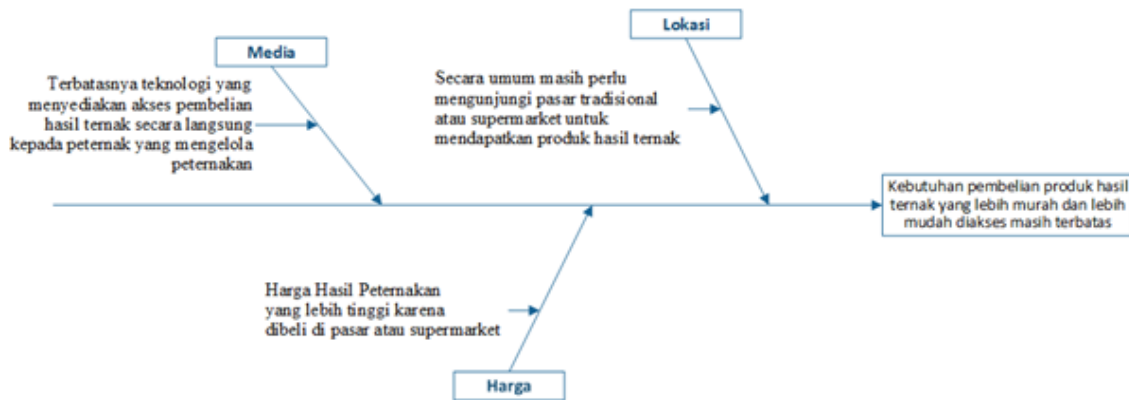 Media
Terbatasnya teknologi yang
menyediakan akses pembelian
hasil ternak secara langsung
kepada peternak yang mengelola
peternakan
Lokasi
Secara umum masih perlu
mengunjungi pasar tradisional
atau supermarket untuk
mendapatkan produk hasil ternak
Kebutuhan pembelian produk hasil
ternak yang lebih murah dan lebih
mudah diakses masih terbatas
Harga Hasil Peternakan
yang lebih tinggi karena
dibeli di pasar atau supermarket
Harga